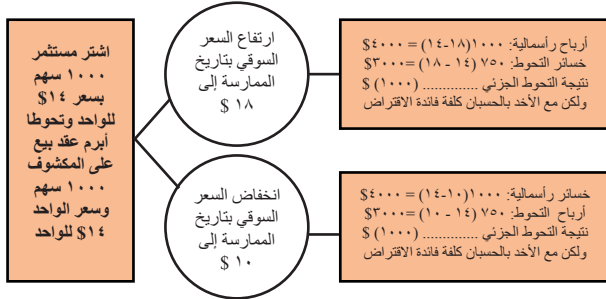 اشتر مستثمر
١٠٠٠ سهم
بسعر ١٤$
للواحد وتحوطا
أبرم عقد بيع
على المكشوف
١٠٠٠ سهم
وسعر الواحد
١٤$ للواحد
ارتفاع السعر
السوقي بتاريخ
الممارسة إلى
١٨ $
أرباح رأسمالية: ١٠٠٠(١٨-١٤) = ٤٠٠٠$
خسائر التحوط: ٧٥٠ (١٤ - ١٨) = ٣٠٠٠$
نتيجة التحوط الجزئي .............. (١٠٠٠) $
ولكن مع الأخد بالحسبان كلفة فائدة الاقتراض
انخفاض السعر
السوقي بتاريخ
الممارسة إلى
١٠ $
خسائر رأسمالية: ١٠٠٠(١٠-١٤) = ٤٠٠٠$
أرباح التحوط: ٧٥٠ (١٤ - ١٠) = ٣٠٠٠$
نتيجة التحوط الجزئي .............. (١٠٠٠) $
ولكن مع الأخد بالحسبان كلفة فائدة الاقتراض